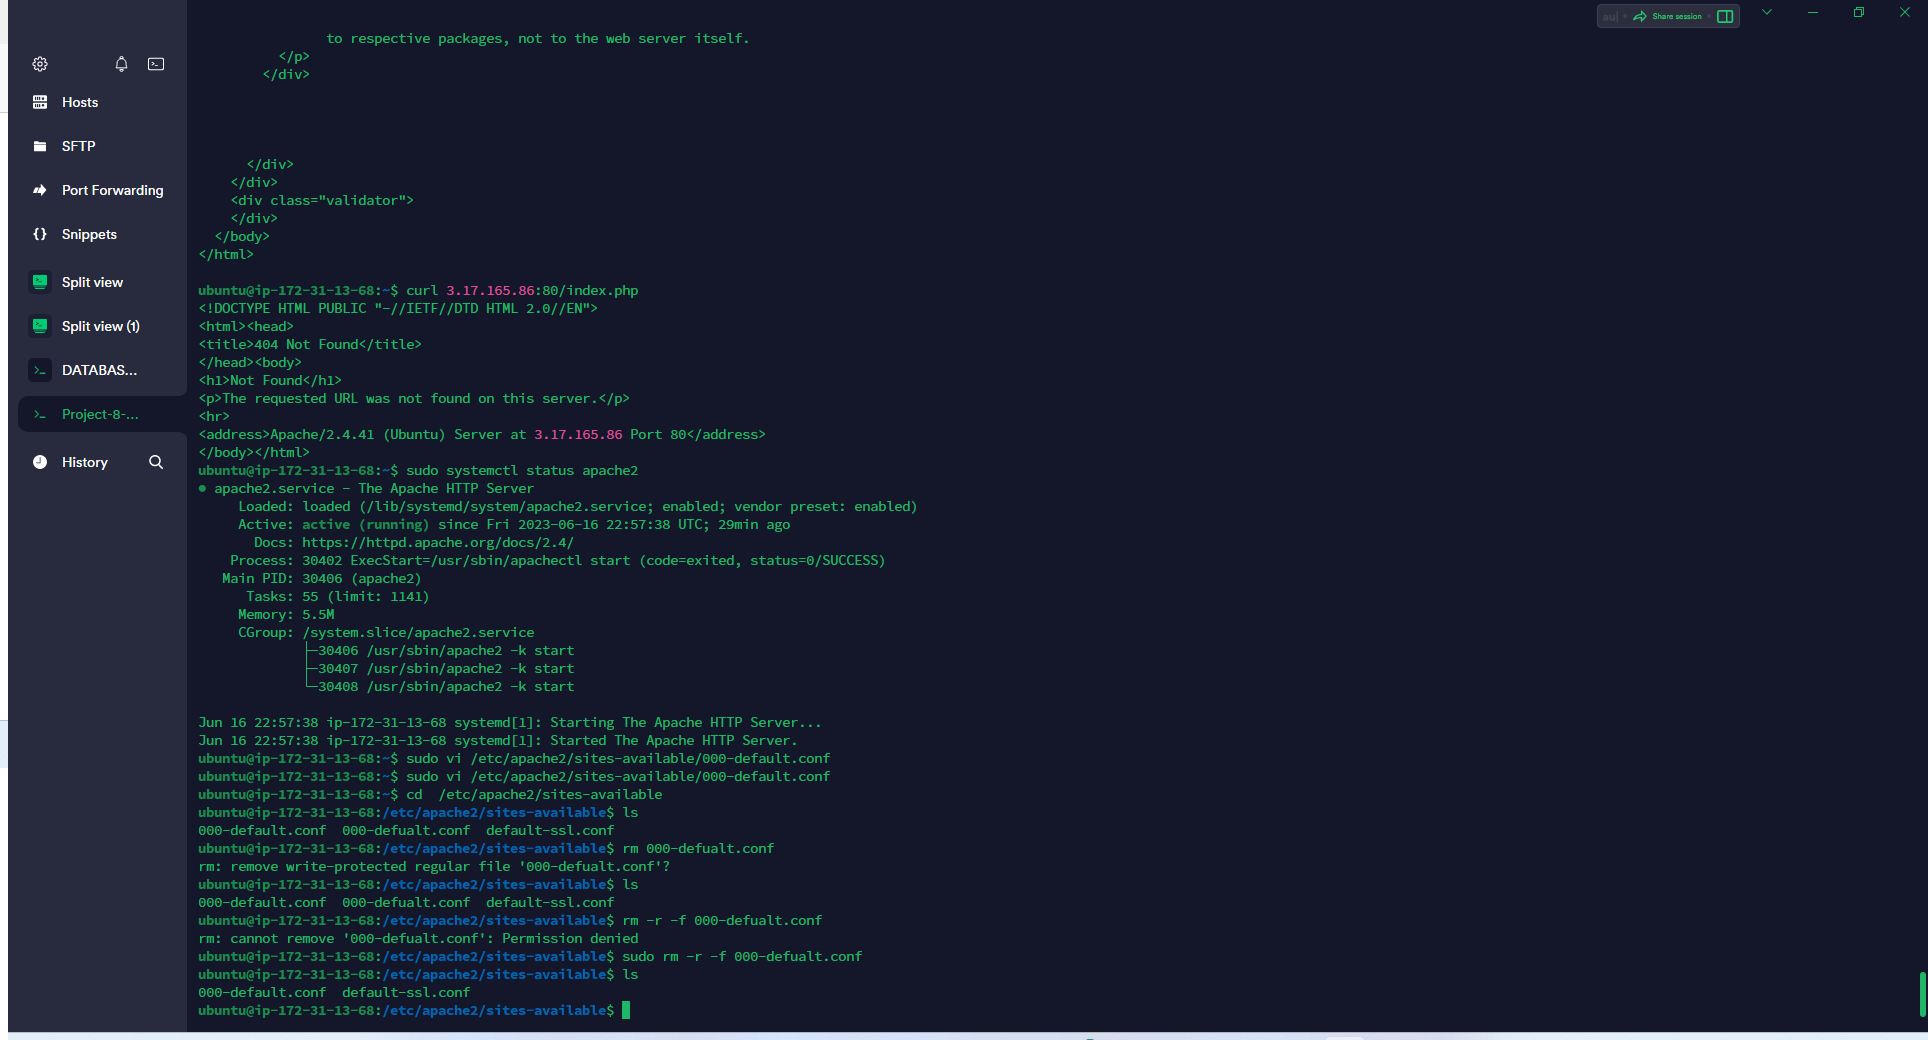 au|
Share session
Hosts
SFTP
Port Forwarding
Snippets
Split view
Split view (1)
DATABAS...
Project-8-...
History
to respective packages, not to the web server itself.
</p>
</div>
</div>
</div>
<div class="validator">
</div>
</body>
</html>
ubuntu@ip-172-31-13-68:~$ curl 3.17.165.86:80/index.php
<!DOCTYPE HTML PUBLIC "-//IETF//DTD HTML 2.0//EN">
<html><head>
<title>404 Not Found</title>
</head><body>
<h1>Not Found</h1>
<p>The requested URL was not found on this server.</p>
<hr>
<address>Apache/2.4.41 (Ubuntu) Server at 3.17.165.86 Port 80</address>
</body></html>
ubuntu@ip-172-31-13-68:~$ sudo systemctl status apache2
● apache2.service - The Apache HTTP Server
Loaded: loaded (/lib/systemd/system/apache2.service; enabled; vendor preset: enabled)
Active: active (running) since Fri 2023-06-16 22:57:38 UTC; 29min ago
Docs: https://httpd.apache.org/docs/2.4/
Process: 30402 ExecStart=/usr/sbin/apachectl start (code=exited, status=0/SUCCESS)
Main PID: 30406 (apache2)
Tasks: 55 (limit: 1141)
Memory: 5.5M
CGroup: /system.slice/apache2.service
├─30406 /usr/sbin/apache2 -k start
├─30407 /usr/sbin/apache2 -k start
└─30408 /usr/sbin/apache2 -k start
Jun 16 22:57:38 ip-172-31-13-68 systemd[1]: Starting The Apache HTTP Server...
Jun 16 22:57:38 ip-172-31-13-68 systemd[1]: Started The Apache HTTP Server.
ubuntu@ip-172-31-13-68:~$ sudo vi /etc/apache2/sites-available/000-default.conf
ubuntu@ip-172-31-13-68:~$ sudo vi /etc/apache2/sites-available/000-default.conf
ubuntu@ip-172-31-13-68:~$ cd  /etc/apache2/sites-available
ubuntu@ip-172-31-13-68:/etc/apache2/sites-available$ ls
000-default.conf  000-defualt.conf  default-ssl.conf
ubuntu@ip-172-31-13-68:/etc/apache2/sites-available$ rm 000-defualt.conf
rm: remove write-protected regular file '000-defualt.conf'?
ubuntu@ip-172-31-13-68:/etc/apache2/sites-available$ ls
000-default.conf  000-defualt.conf  default-ssl.conf
ubuntu@ip-172-31-13-68:/etc/apache2/sites-available$ rm -r -f 000-defualt.conf
rm: cannot remove '000-defualt.conf': Permission denied
ubuntu@ip-172-31-13-68:/etc/apache2/sites-available$ sudo rm -r -f 000-defualt.conf
ubuntu@ip-172-31-13-68:/etc/apache2/sites-available$ ls
000-default.conf  default-ssl.conf
ubuntu@ip-172-31-13-68:/etc/apache2/sites-available$